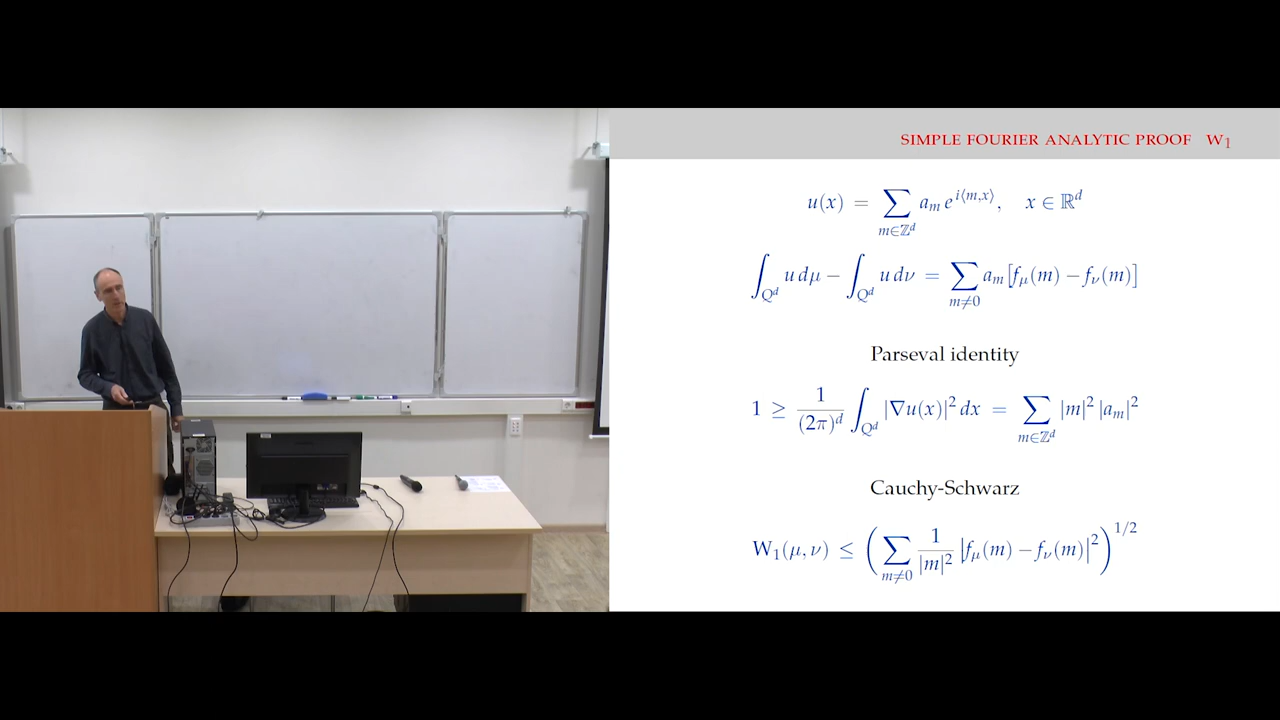 SIMPLE FOURIER ANALYTIC PROOF W₁
u(x) = ∑_{m∈ℤ^d} a_m e^{i⟨m,x⟩}, x ∈ ℝ^d
∫_{Q^d} u dμ − ∫_{Q^d} u dν = ∑_{m≠0} a_m [f_μ(m) − f_ν(m)]
Parseval identity
1 ≥ 1/(2π)^d ∫_{Q^d} |∇u(x)|² dx = ∑_{m∈ℤ^d} |m|² |a_m|²
Cauchy-Schwarz
W₁(μ, ν) ≤ (∑_{m≠0} 1/|m|² |f_μ(m) − f_ν(m)|²)^{1/2}